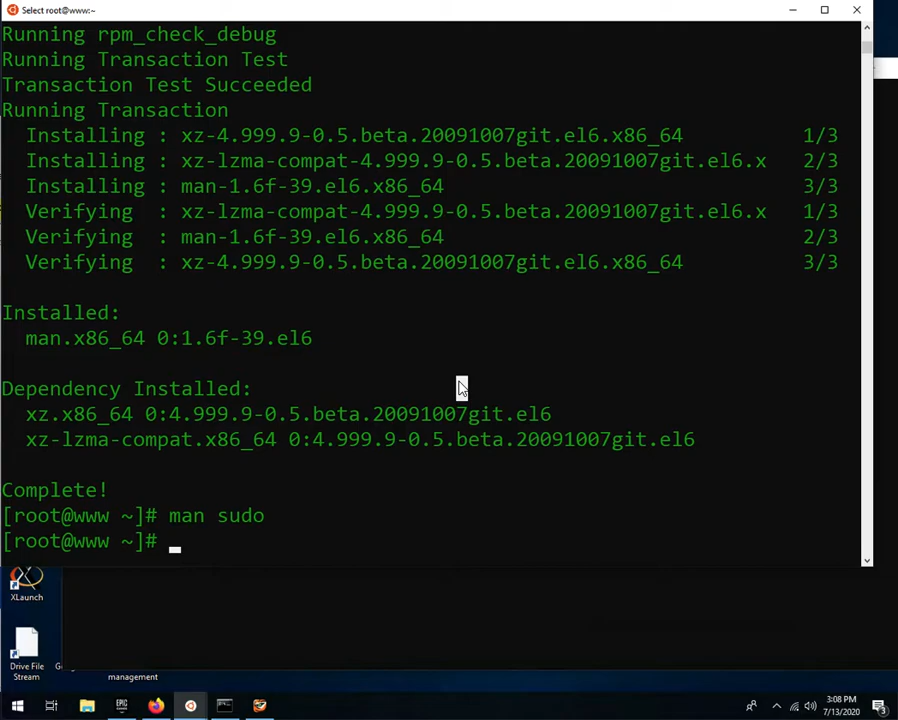 Select root@www:~
Running rpm_check_debug
Running Transaction Test
Transaction Test Succeeded
Running Transaction
Installing : xz-4.999.9-0.5.beta.20091007git.el6.x86_64 1/3
Installing : xz-lzma-compat-4.999.9-0.5.beta.20091007git.el6.x 2/3
Installing : man-1.6f-39.el6.x86_64 3/3
Verifying : xz-lzma-compat-4.999.9-0.5.beta.20091007git.el6.x 1/3
Verifying : man-1.6f-39.el6.x86_64 2/3
Verifying : xz-4.999.9-0.5.beta.20091007git.el6.x86_64 3/3
Installed:
man.x86_64 0:1.6f-39.el6
Dependency Installed:
xz.x86_64 0:4.999.9-0.5.beta.20091007git.el6
xz-lzma-compat.x86_64 0:4.999.9-0.5.beta.20091007git.el6
Complete!
[root@www ~]# man sudo
[root@www ~]#
XLaunch
Drive File
Stream
management
EPIC
3:08 PM
7/13/2020
3